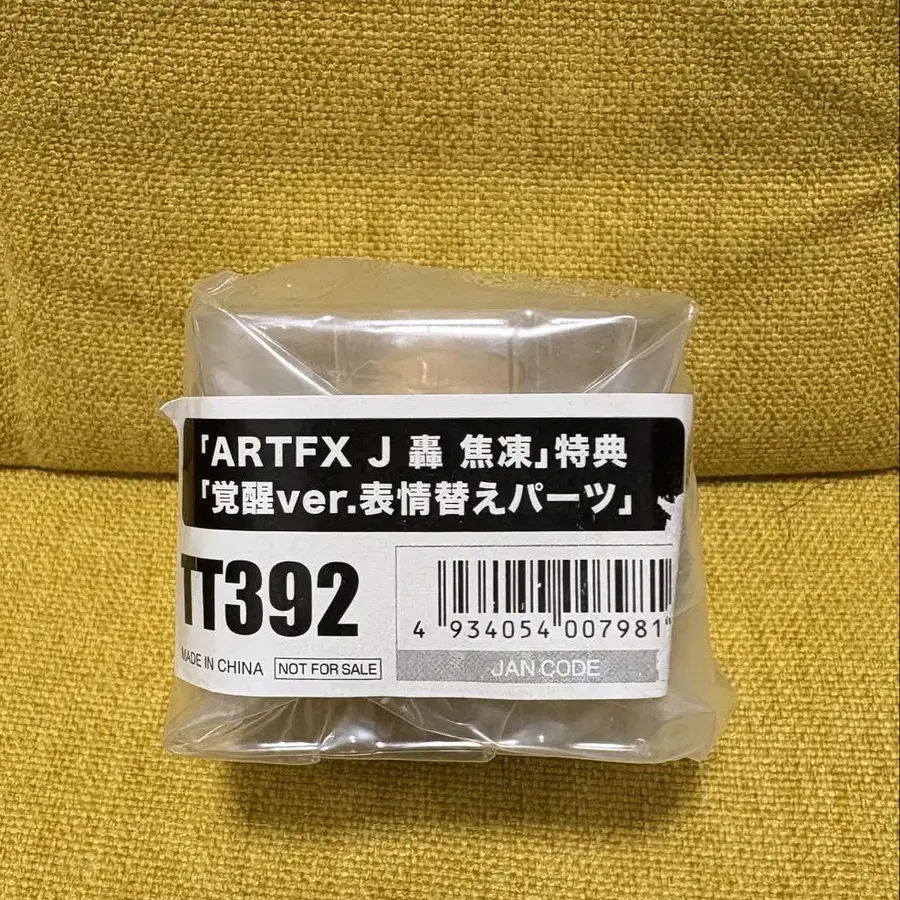 「ARTFX J 轟 焦凍」特典
「覚醒ver.表情替えパーツ」
TT392
MADE IN CHINA
NOT FOR SALE
4 934054 007981
JAN CODE